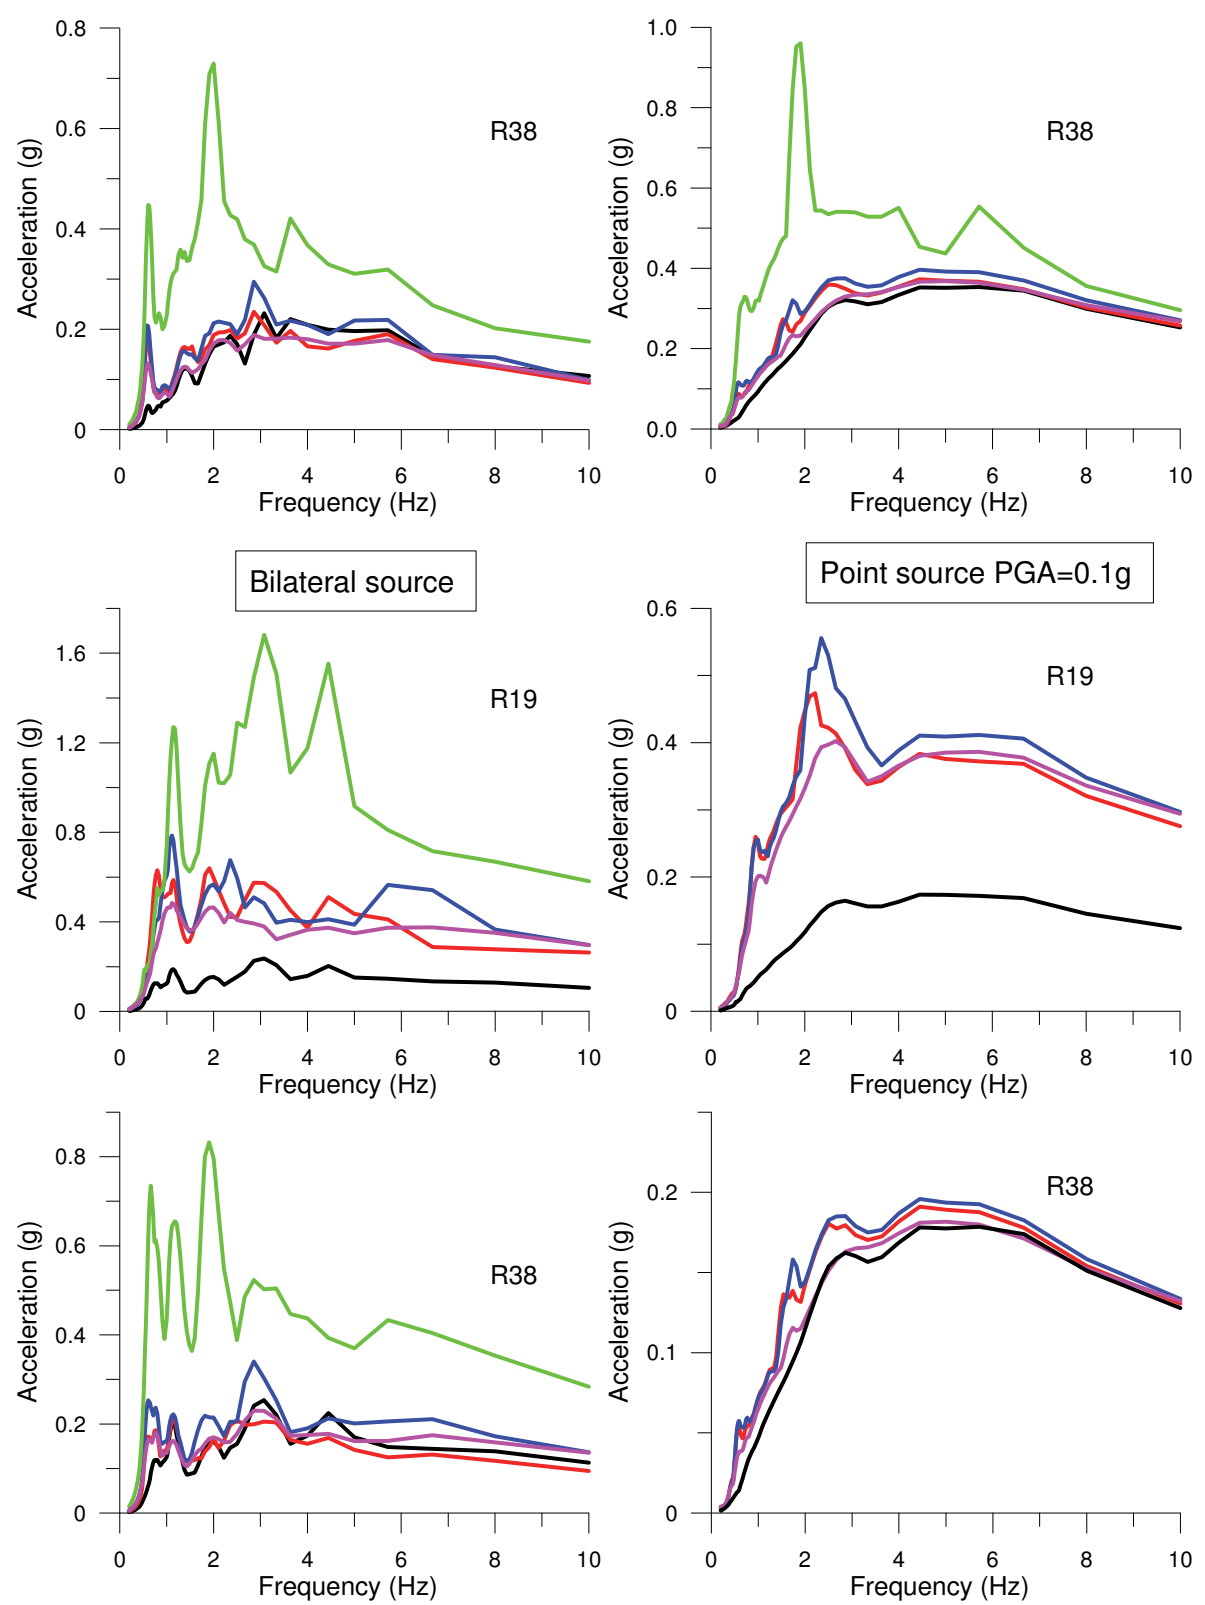 0.8
0.6
0.4
0.2
0
Acceleration (g)
R38
0 2 4 6 8 10
Frequency (Hz)
1.0
0.8
0.6
0.4
0.2
0.0
Acceleration (g)
R38
0 2 4 6 8 10
Frequency (Hz)
Bilateral source
1.6
1.2
0.8
0.4
0
Acceleration (g)
R19
0 2 4 6 8 10
Frequency (Hz)
Point source PGA=0.1g
0.6
0.4
0.2
0
Acceleration (g)
R19
0 2 4 6 8 10
Frequency (Hz)
0.8
0.6
0.4
0.2
0
Acceleration (g)
R38
0 2 4 6 8 10
Frequency (Hz)
0.2
0.1
0
Acceleration (g)
R38
0 2 4 6 8 10
Frequency (Hz)